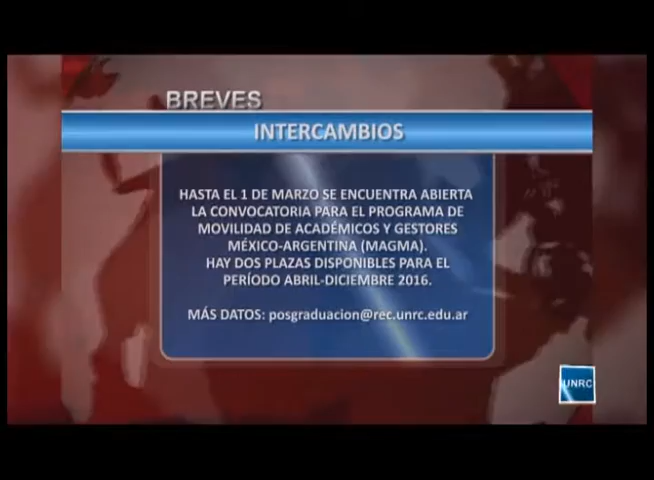 BREVES
INTERCAMBIOS
HASTA EL 1 DE MARZO SE ENCUENTRA ABIERTA
LA CONVOCATORIA PARA EL PROGRAMA DE
MOVILIDAD DE ACADÉMICOS Y GESTORES
MÉXICO-ARGENTINA (MAGMA).
HAY DOS PLAZAS DISPONIBLES PARA EL
PERÍODO ABRIL-DICIEMBRE 2016.
MÁS DATOS: posgraduacion@rec.unrc.edu.ar
UNRC